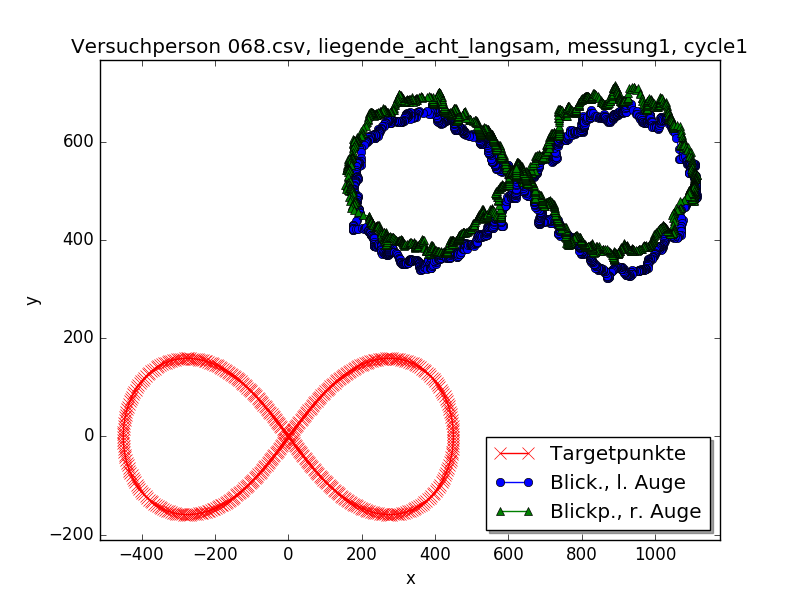 Versuchperson 068.csv, liegende_acht_langsam, messung1, cycle1
600
400
200
0
−200
y
−400
−200
0
200
400
600
800
1000
x
Targetpunkte
Blick., l. Auge
Blickp., r. Auge